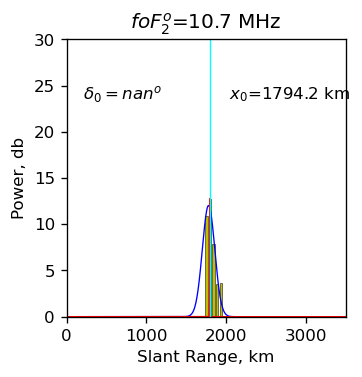 foF₂ᵒ=10.7 MHz
30
δ₀ = nanᵒ
x₀=1794.2 km
25
20
15
10
5
0
Power, db
0 1000 2000 3000
Slant Range, km